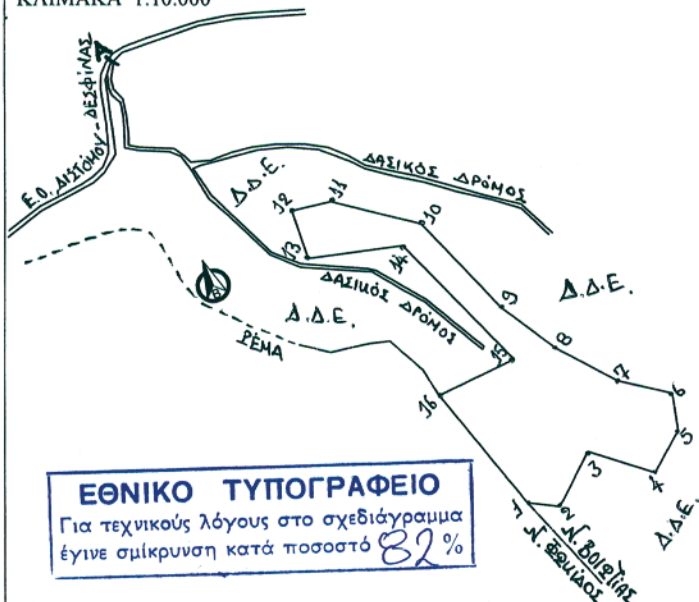 ΚΛΙΜΑΚΑ 1:10.000
A
Ε.Ο. ΔΙΣΤΟΜΟΥ - ΔΕΣΦΙΝΑΣ
Δ.Δ.Ε.
ΔΑΣΙΚΟΣ ΔΡΟΜΟΣ
12
11
10
13
14
ΔΑΣΙΚΟΣ ΔΡΟΜΟΣ
Δ.Δ.Ε.
Δ.Δ.Ε.
ΡΕΜΑ
9
8
15
7
6
16
5
3
4
Δ.Δ.Ε.
2
1
Ν. ΒΟΙΩΤΙΑΣ
Ν. ΦΩΚΙΔΟΣ
ΕΘΝΙΚΟ ΤΥΠΟΓΡΑΦΕΙΟ
Για τεχνικούς λόγους στο σχεδιάγραμμα
έγινε σμίκρυνση κατά ποσοστό 82 %